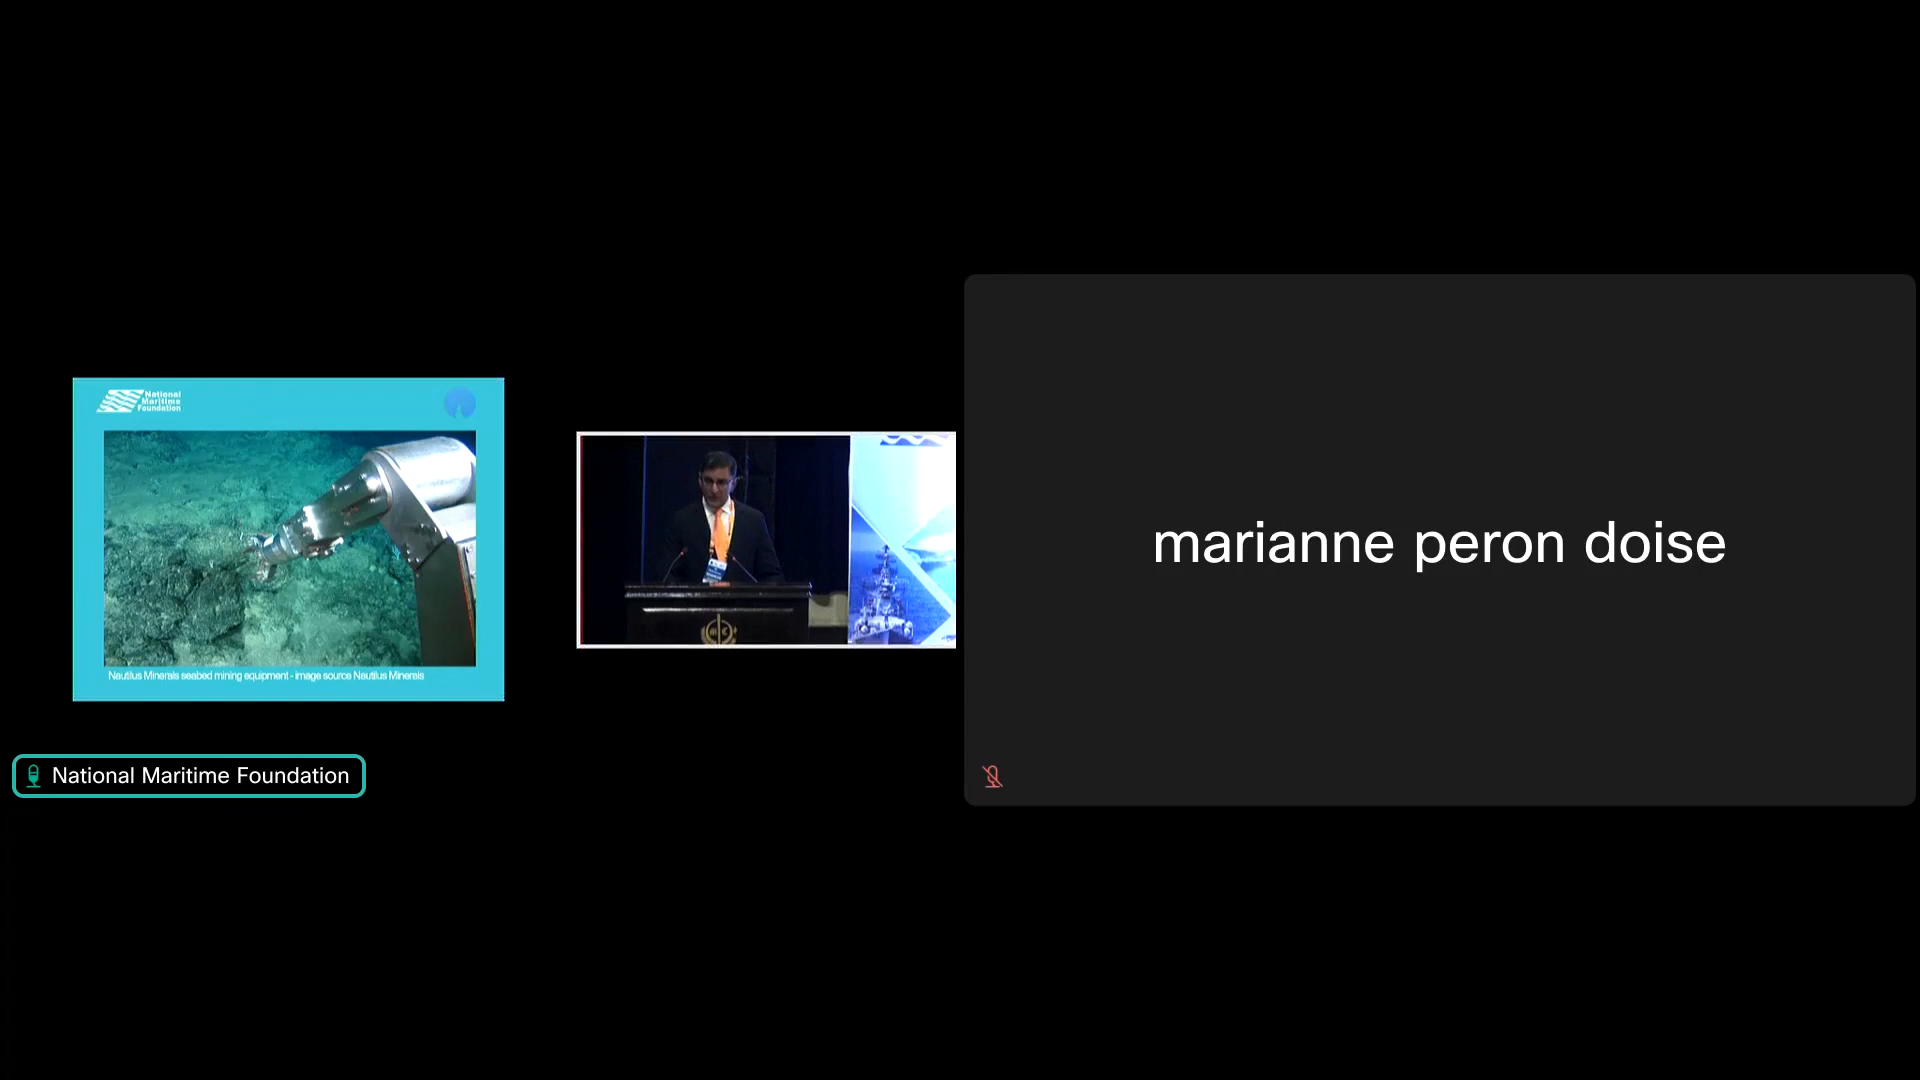 National
Maritime
Foundation
Nautilus Minerals seabed mining equipment - image source Nautilus Minerals
National Maritime Foundation
marianne peron doise